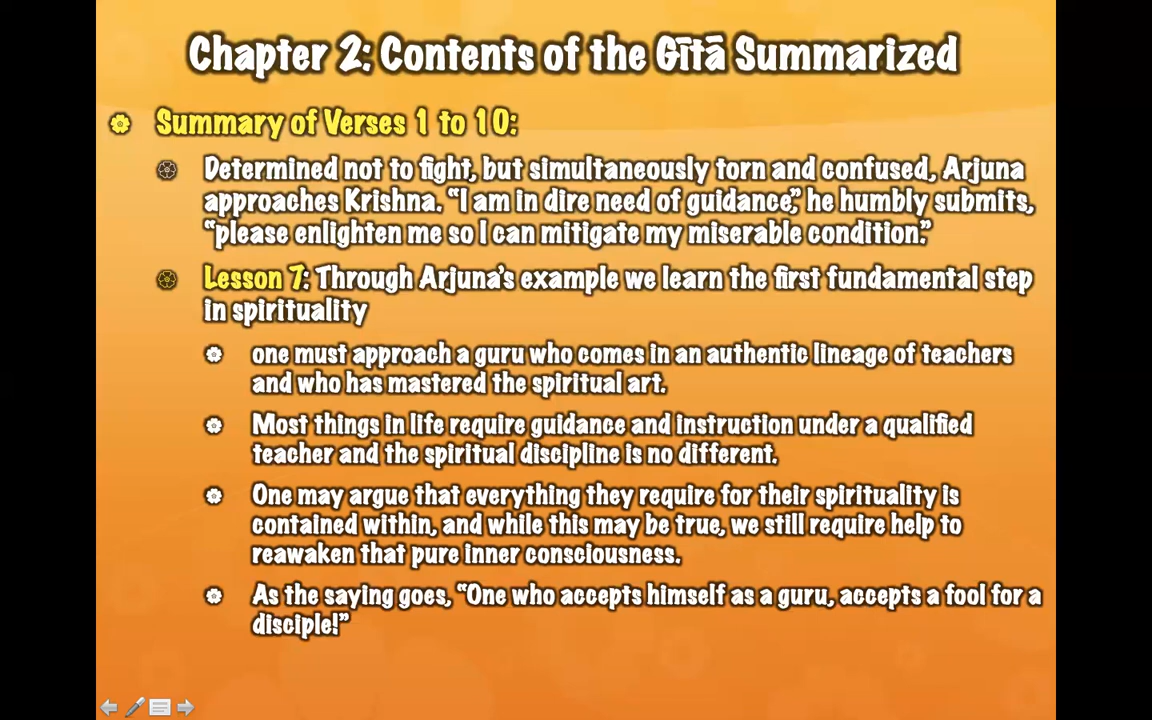 Chapter 2: Contents of the Gītā Summarized
Summary of Verses 1 to 10:
Determined not to fight, but simultaneously torn and confused, Arjuna
approaches Krishna. “I am in dire need of guidance,” he humbly submits,
“please enlighten me so I can mitigate my miserable condition.”
Lesson 7: Through Arjuna’s example we learn the first fundamental step
in spirituality
one must approach a guru who comes in an authentic lineage of teachers
and who has mastered the spiritual art.
Most things in life require guidance and instruction under a qualified
teacher and the spiritual discipline is no different.
One may argue that everything they require for their spirituality is
contained within, and while this may be true, we still require help to
reawaken that pure inner consciousness.
As the saying goes, “One who accepts himself as a guru, accepts a fool for a
disciple!”